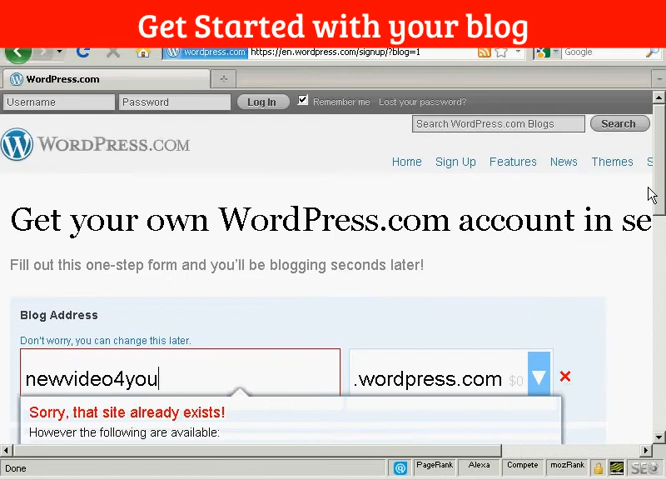 Get Started with your blog
wordpress.com https://en.wordpress.com/signup/?blog=1
Google
WordPress.com
Username
Password
Log In
Remember me
Lost your password?
Search WordPress.com Blogs
Search
WORDPRESS.COM
Home
Sign Up
Features
News
Themes
S
Get your own WordPress.com account in se
Fill out this one-step form and you'll be blogging seconds later!
Blog Address
Don't worry, you can change this later.
newvideo4you
.wordpress.com $0
Sorry, that site already exists!
However the following are available:
Done
PageRank
Alexa
Compete
mozRank
SEO